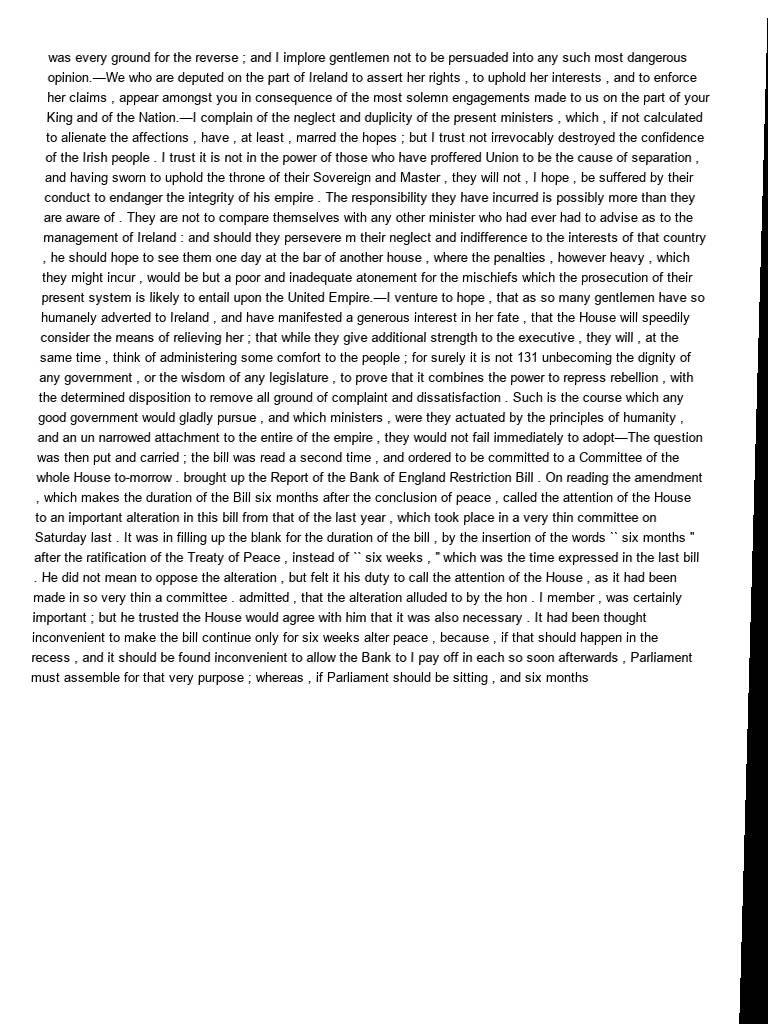 was every ground for the reverse ; and I implore gentlemen not to be persuaded into any such most dangerous
opinion.—We who are deputed on the part of Ireland to assert her rights , to uphold her interests , and to enforce
her claims , appear amongst you in consequence of the most solemn engagements made to us on the part of your
King and of the Nation.—I complain of the neglect and duplicity of the present ministers , which , if not calculated
to alienate the affections , have , at least , marred the hopes ; but I trust not irrevocably destroyed the confidence
of the Irish people . I trust it is not in the power of those who have proffered Union to be the cause of separation ,
and having sworn to uphold the throne of their Sovereign and Master , they will not , I hope , be suffered by their
conduct to endanger the integrity of his empire . The responsibility they have incurred is possibly more than they
are aware of . They are not to compare themselves with any other minister who had ever had to advise as to the
management of Ireland : and should they persevere m their neglect and indifference to the interests of that country
, he should hope to see them one day at the bar of another house , where the penalties , however heavy , which
they might incur , would be but a poor and inadequate atonement for the mischiefs which the prosecution of their
present system is likely to entail upon the United Empire.—I venture to hope , that as so many gentlemen have so
humanely adverted to Ireland , and have manifested a generous interest in her fate , that the House will speedily
consider the means of relieving her ; that while they give additional strength to the executive , they will , at the
same time , think of administering some comfort to the people ; for surely it is not 131 unbecoming the dignity of
any government , or the wisdom of any legislature , to prove that it combines the power to repress rebellion , with
the determined disposition to remove all ground of complaint and dissatisfaction . Such is the course which any
good government would gladly pursue , and which ministers , were they actuated by the principles of humanity ,
and an un narrowed attachment to the entire of the empire , they would not fail immediately to adopt—The question
was then put and carried ; the bill was read a second time , and ordered to be committed to a Committee of the
whole House to-morrow . brought up the Report of the Bank of England Restriction Bill . On reading the amendment
, which makes the duration of the Bill six months after the conclusion of peace , called the attention of the House
to an important alteration in this bill from that of the last year , which took place in a very thin committee on
Saturday last . It was in filling up the blank for the duration of the bill , by the insertion of the words `` six months "
after the ratification of the Treaty of Peace , instead of `` six weeks , " which was the time expressed in the last bill
. He did not mean to oppose the alteration , but felt it his duty to call the attention of the House , as it had been
made in so very thin a committee . admitted , that the alteration alluded to by the hon . I member , was certainly
important ; but he trusted the House would agree with him that it was also necessary . It had been thought
inconvenient to make the bill continue only for six weeks alter peace , because , if that should happen in the
recess , and it should be found inconvenient to allow the Bank to I pay off in each so soon afterwards , Parliament
must assemble for that very purpose ; whereas , if Parliament should be sitting , and six months